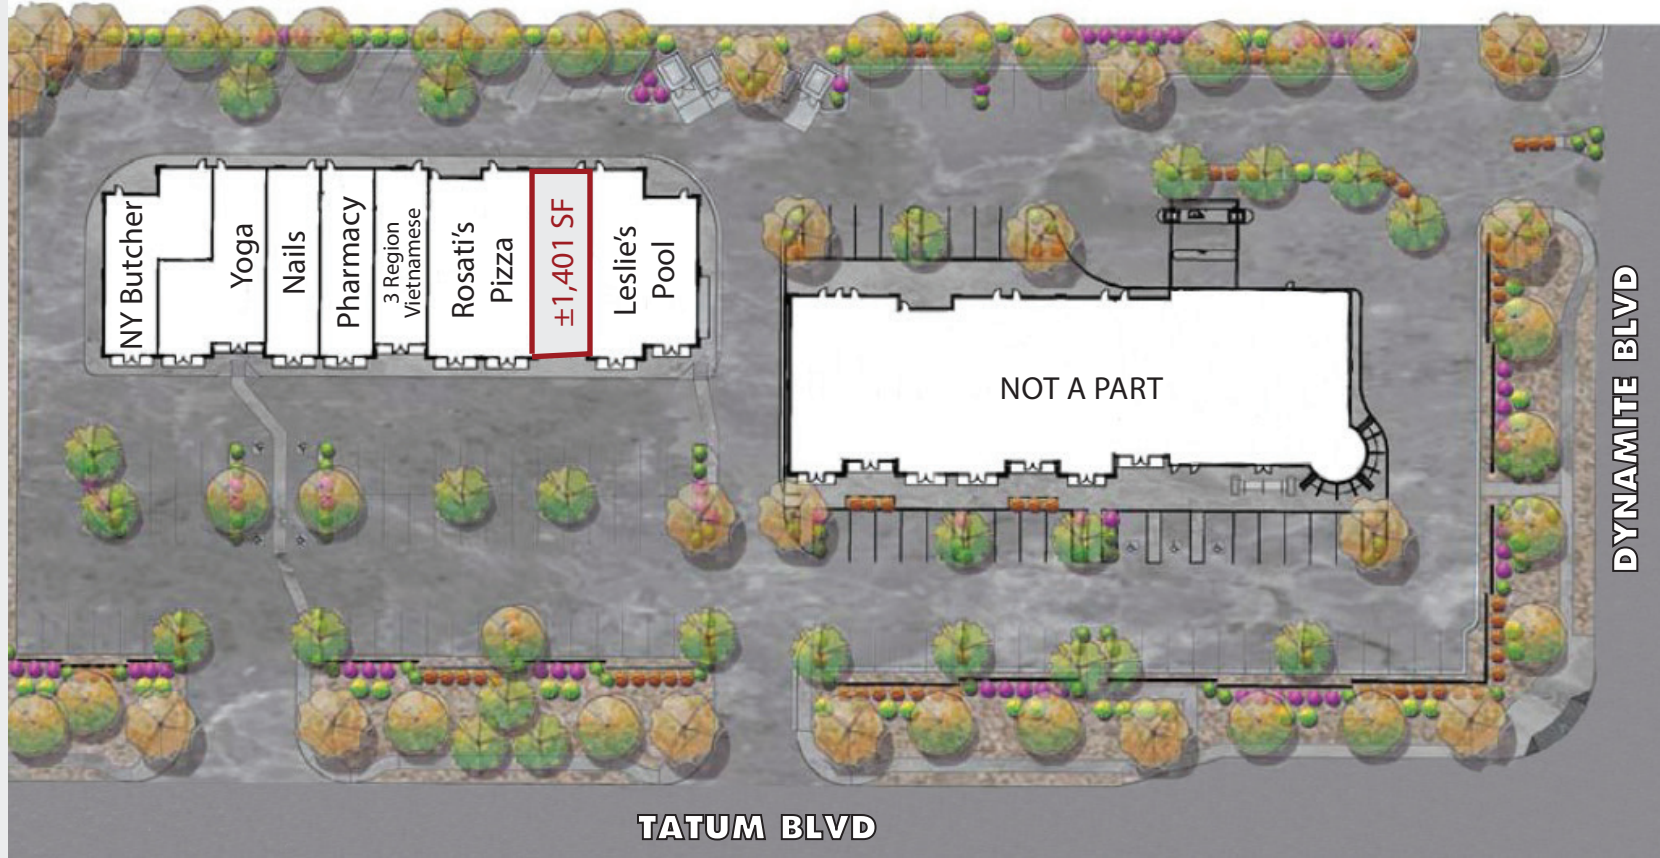 NY Butcher
Yoga
Nails
Pharmacy
3 Region
Vietnamese
Rosati's
Pizza
±1,401 SF
Leslie's
Pool
NOT A PART
DYNAMITE BLVD
TATUM BLVD